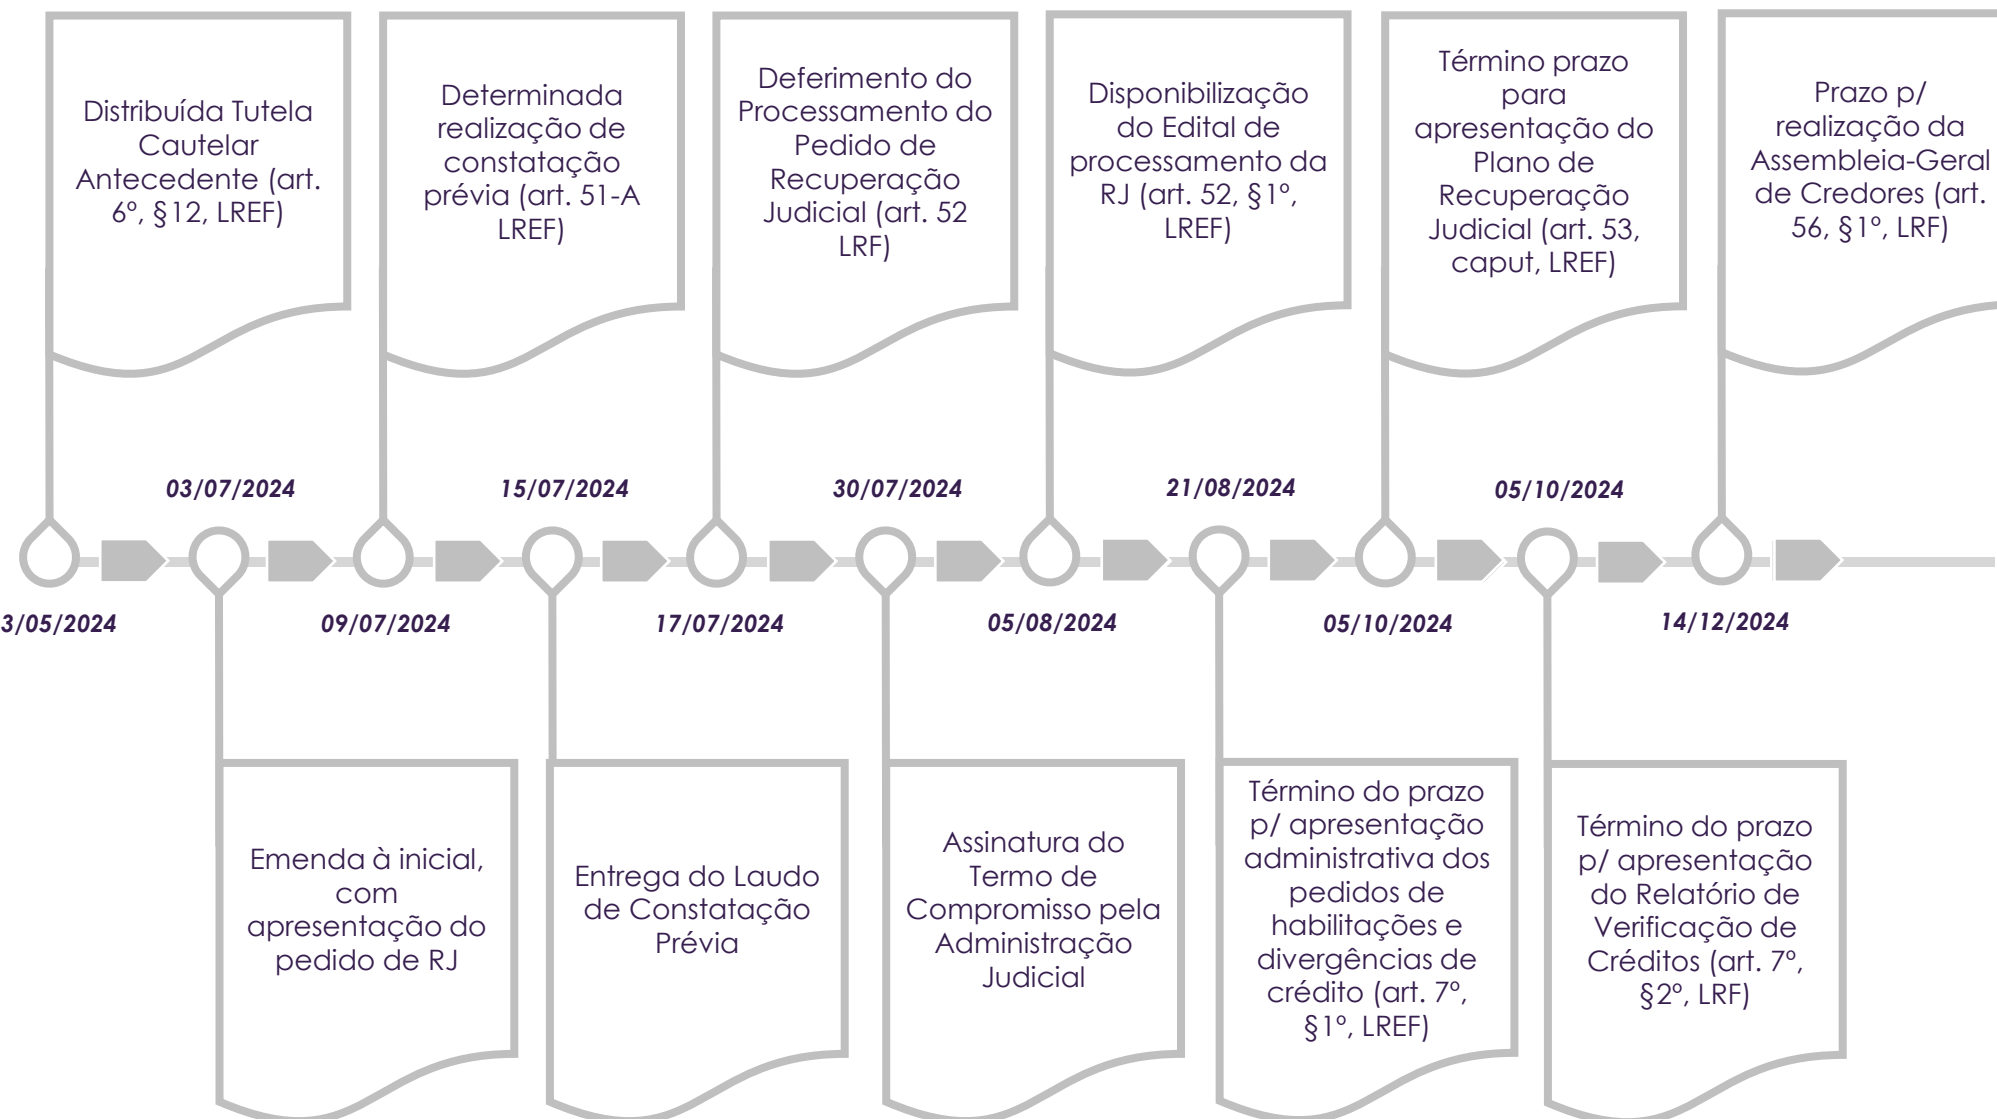 Distribuída Tutela
Cautelar
Antecedente (art.
6º, §12, LREF)
Determinada
realização de
constatação
prévia (art. 51-A
LREF)
Deferimento do
Processamento do
Pedido de
Recuperação
Judicial (art. 52
LRF)
Disponibilização
do Edital de
processamento da
RJ (art. 52, §1º,
LREF)
Término prazo
para
apresentação do
Plano de
Recuperação
Judicial (art. 53,
caput, LREF)
Prazo p/
realização da
Assembleia-Geral
de Credores (art.
56, §1º, LRF)
03/07/2024
15/07/2024
30/07/2024
21/08/2024
05/10/2024
3/05/2024
09/07/2024
17/07/2024
05/08/2024
05/10/2024
14/12/2024
Emenda à inicial,
com
apresentação do
pedido de RJ
Entrega do Laudo
de Constatação
Prévia
Assinatura do
Termo de
Compromisso pela
Administração
Judicial
Término do prazo
p/ apresentação
administrativa dos
pedidos de
habilitações e
divergências de
crédito (art. 7º,
§1º, LREF)
Término do prazo
p/ apresentação
do Relatório de
Verificação de
Créditos (art. 7º,
§2º, LRF)